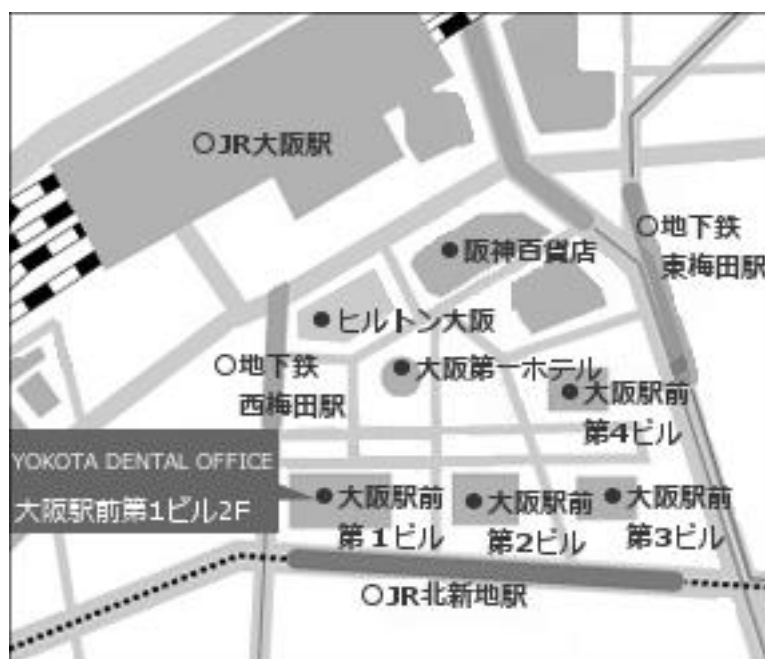 ○JR大阪駅
●阪神百貨店
○地下鉄
東梅田駅
●ヒルトン大阪
○地下鉄
西梅田駅
●大阪第一ホテル
●大阪駅前
第4ビル
YOKOTA DENTAL OFFICE
大阪駅前第1ビル2F
●大阪駅前
第1ビル
●大阪駅前
第2ビル
●大阪駅前
第3ビル
○JR北新地駅